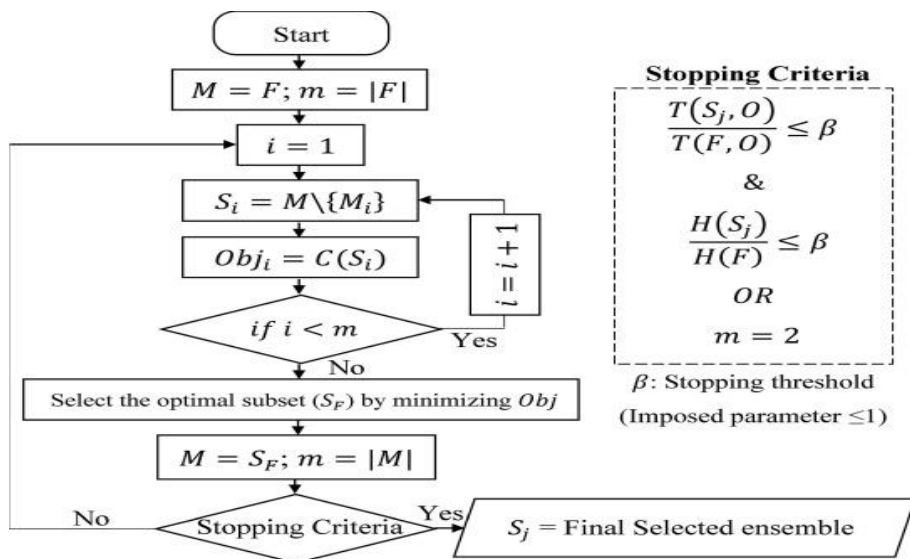 Start
M = F; m = |F|
i = 1
S_i = M\{M_i}
Obj_i = C(S_i)
i = i + 1
if i < m
Yes
No
Select the optimal subset (S_F) by minimizing Obj
M = S_F; m = |M|
Stopping Criteria
No
Yes
S_j = Final Selected ensemble
Stopping Criteria
T(S_j, O)
T(F, O)
≤ β
&
H(S_j)
H(F)
≤ β
OR
m = 2
β: Stopping threshold
(Imposed parameter ≤1)